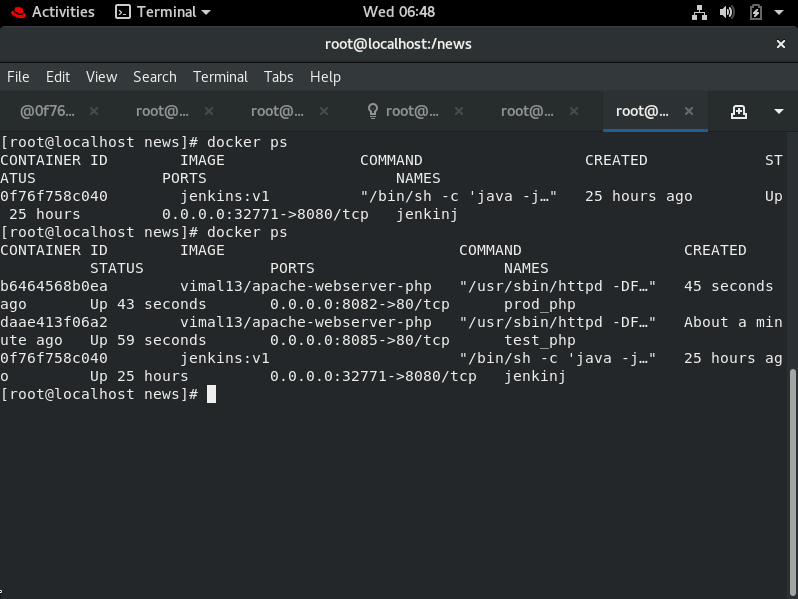 Activities Terminal Wed 06:48
root@localhost:/news
File Edit View Search Terminal Tabs Help
@0f76... root@... root@... root@... root@... root@...
[root@localhost news]# docker ps
CONTAINER ID        IMAGE               COMMAND                  CREATED             ST
ATUS              PORTS                     NAMES
0f76f758c040        jenkins:v1          "/bin/sh -c 'java -j…"   25 hours ago        Up
 25 hours         0.0.0.0:32771->8080/tcp   jenkinj
[root@localhost news]# docker ps
CONTAINER ID        IMAGE                          COMMAND                  CREATED
          STATUS              PORTS                     NAMES
b6464568b0ea        vimal13/apache-webserver-php   "/usr/sbin/httpd -DF…"   45 seconds
ago       Up 43 seconds       0.0.0.0:8082->80/tcp      prod_php
daae413f06a2        vimal13/apache-webserver-php   "/usr/sbin/httpd -DF…"   About a min
ute ago   Up 59 seconds       0.0.0.0:8085->80/tcp      test_php
0f76f758c040        jenkins:v1                     "/bin/sh -c 'java -j…"   25 hours ag
o         Up 25 hours         0.0.0.0:32771->8080/tcp   jenkinj
[root@localhost news]#